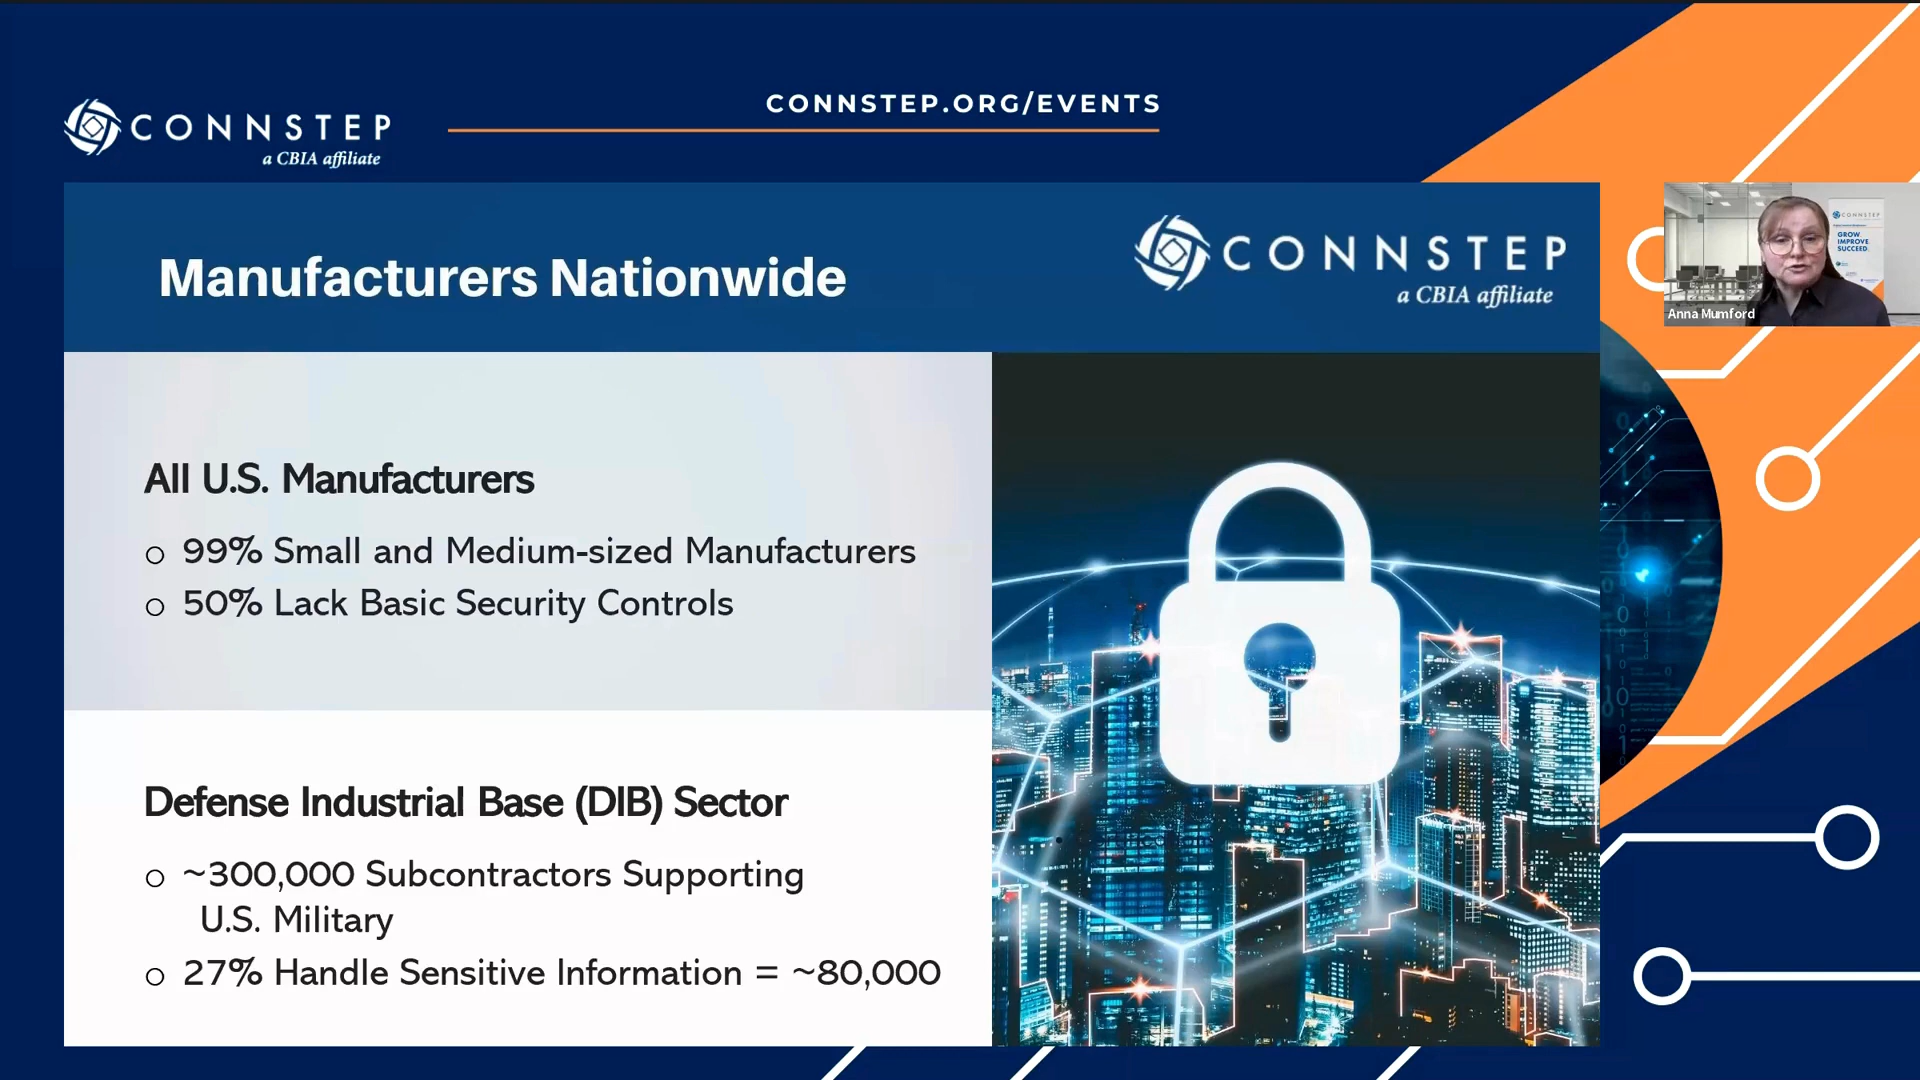 CONNSTEP.ORG/EVENTS
CONNSTEP
a CBIA affiliate
Manufacturers Nationwide
CONNSTEP
a CBIA affiliate
CONNSTEP
GROW.
IMPROVE.
SUCCEED.
Anna Mumford
All U.S. Manufacturers
○ 99% Small and Medium-sized Manufacturers
○ 50% Lack Basic Security Controls
Defense Industrial Base (DIB) Sector
○ ~300,000 Subcontractors Supporting
U.S. Military
○ 27% Handle Sensitive Information = ~80,000